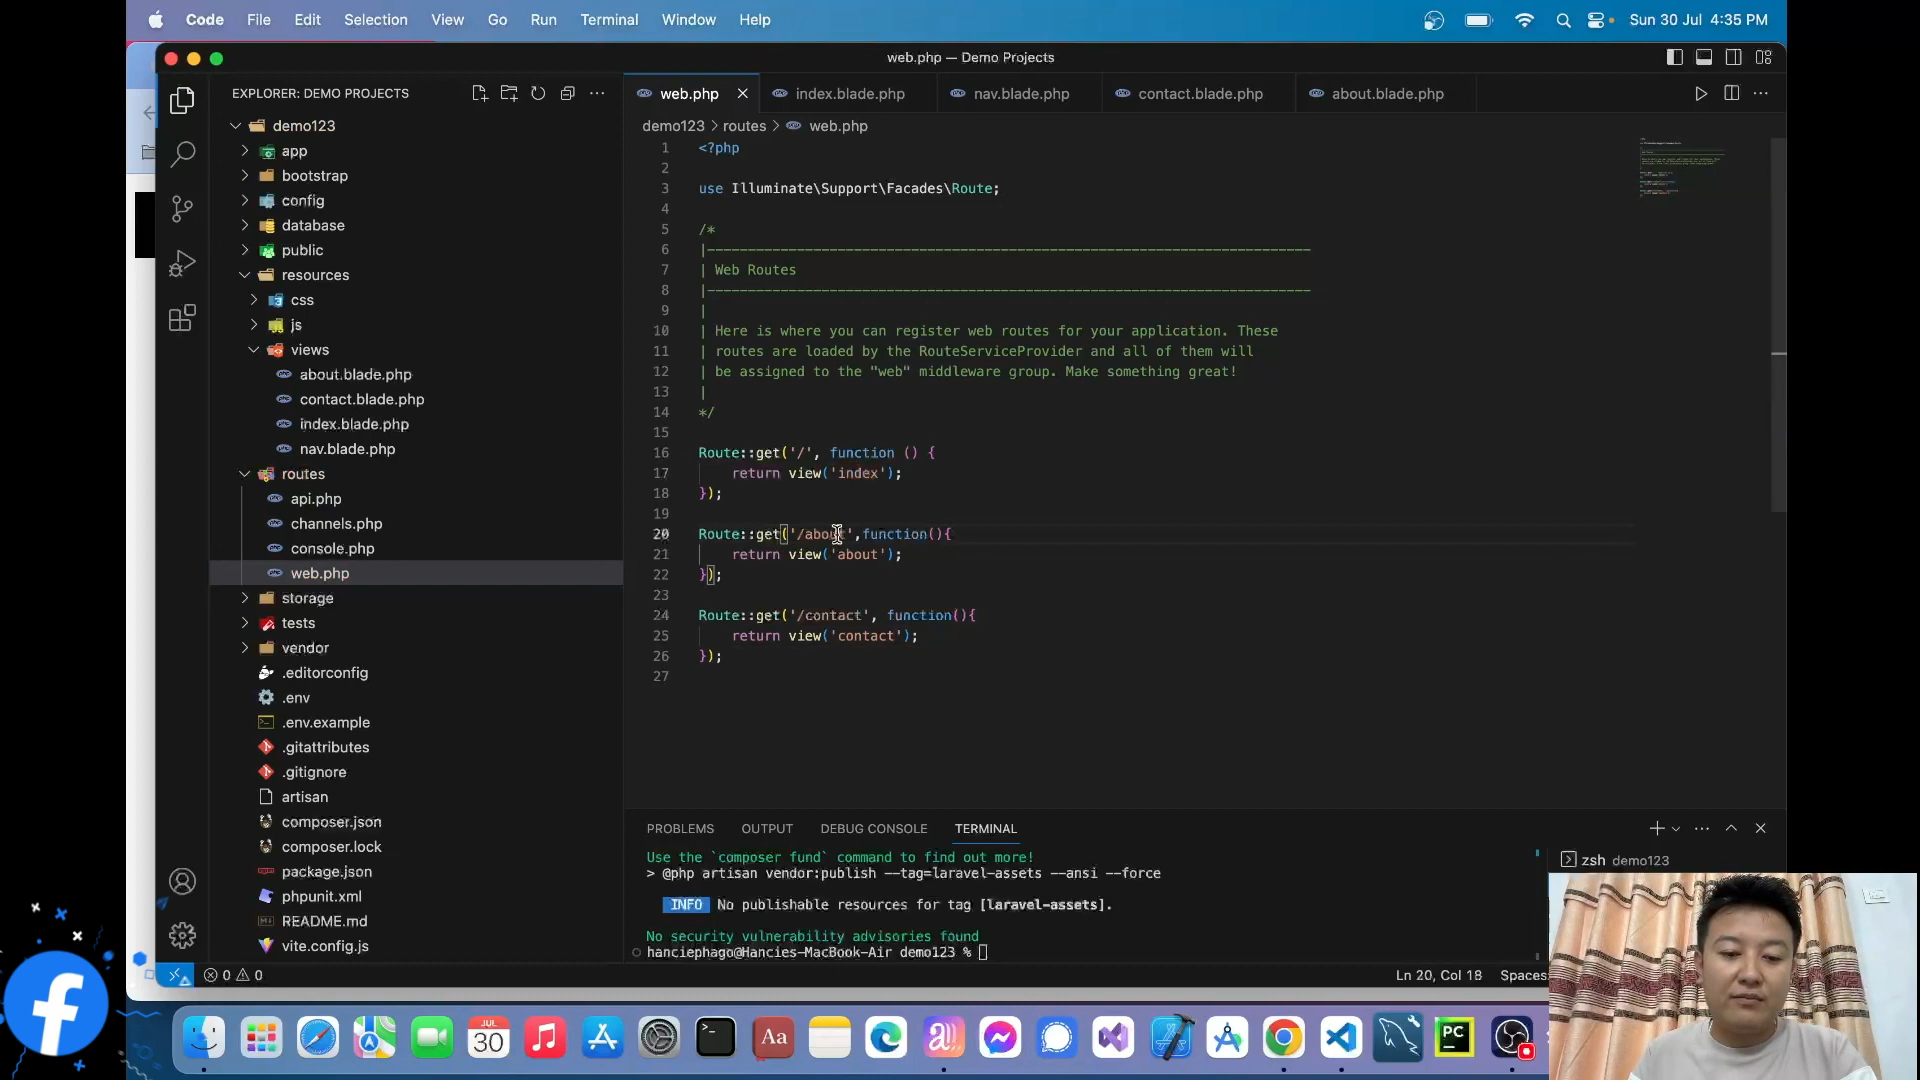 Code File Edit Selection View Go Run Terminal Window Help
Sun 30 Jul 4:35 PM
web.php — Demo Projects
EXPLORER: DEMO PROJECTS
demo123
app
bootstrap
config
database
public
resources
css
js
views
about.blade.php
contact.blade.php
index.blade.php
nav.blade.php
routes
api.php
channels.php
console.php
web.php
storage
tests
vendor
.editorconfig
.env
.env.example
.gitattributes
.gitignore
artisan
composer.json
composer.lock
package.json
phpunit.xml
README.md
vite.config.js
web.php index.blade.php nav.blade.php contact.blade.php about.blade.php
demo123 > routes > web.php
1 <?php
2
3 use Illuminate\Support\Facades\Route;
4
5 /*
6 |--------------------------------------------------------------------------
7 | Web Routes
8 |--------------------------------------------------------------------------
9 |
10 | Here is where you can register web routes for your application. These
11 | routes are loaded by the RouteServiceProvider and all of them will
12 | be assigned to the "web" middleware group. Make something great!
13 |
14 */
15
16 Route::get('/', function () {
17 return view('index');
18 });
19
20 Route::get('/about',function(){
21 return view('about');
22 });
23
24 Route::get('/contact', function(){
25 return view('contact');
26 });
27
PROBLEMS OUTPUT DEBUG CONSOLE TERMINAL
Use the `composer fund` command to find out more!
> @php artisan vendor:publish --tag=laravel-assets --ansi --force
INFO No publishable resources for tag [laravel-assets].
No security vulnerability advisories found
hanciephago@Hancies-MacBook-Air demo123 %
zsh demo123
0 0
Ln 20, Col 18 Spaces
JUL
30
Aa
PC